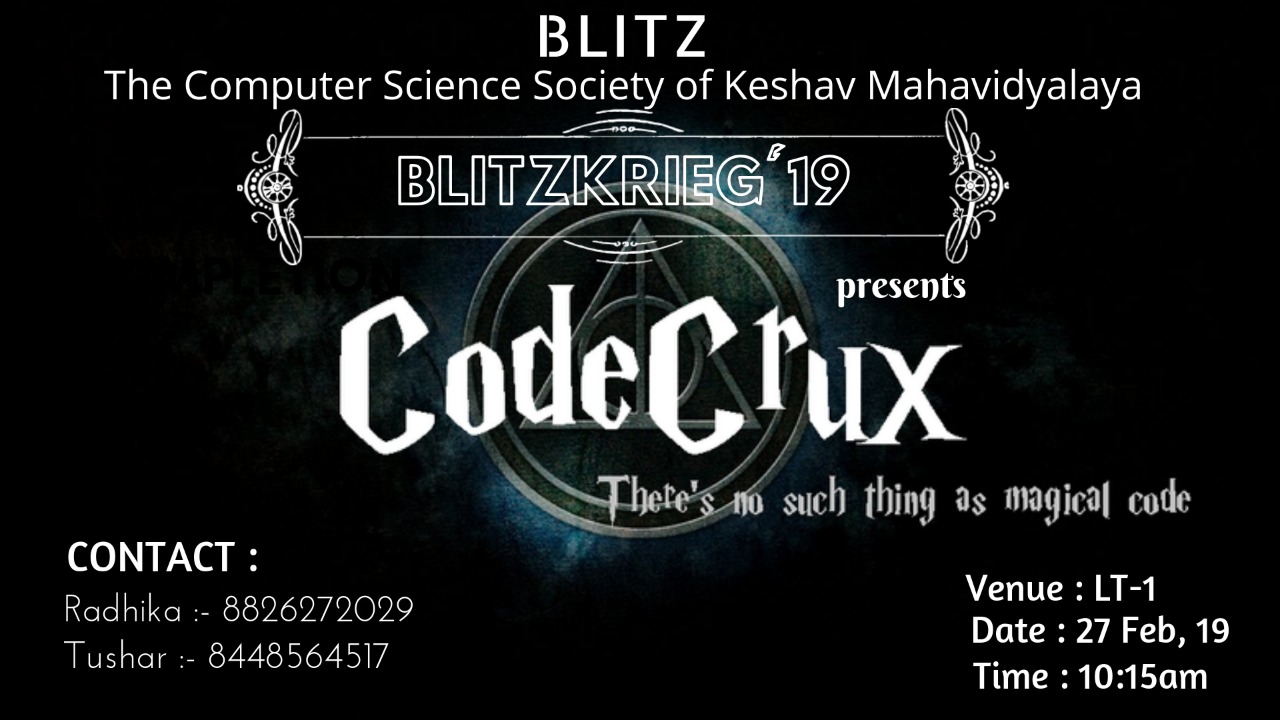 BLITZ
The Computer Science Society of Keshav Mahavidyalaya
BLITZKRIEG'19
presents
CodeCrux
There's no such thing as magical code
CONTACT :
Radhika :- 8826272029
Tushar :- 8448564517
Venue : LT-1
Date : 27 Feb, 19
Time : 10:15am